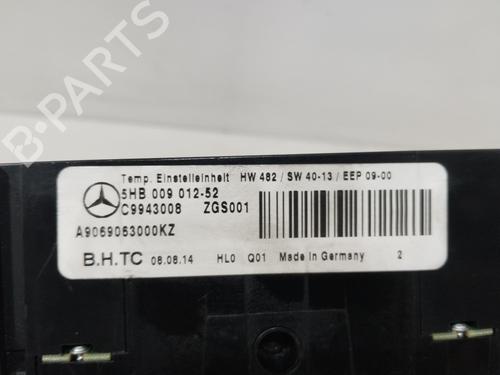 Temp. Einstelleinheit HW 482 / SW 40-13 / EEP 09-00
5HB 009 012-52
C9943008 ZGS001
A9069063000KZ
B.H.TC 08.08.14 HL0 Q01 Made in Germany 2
B-PARTS